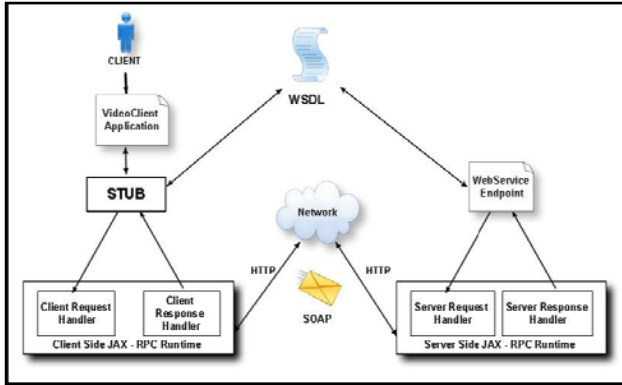 CLIENT
WSDL
VideoClient
Application
STUB
WebService
Endpoint
Network
HTTP
HTTP
SOAP
Client Request
Handler
Client
Response
Handler
Client Side JAX - RPC Runtime
Server Request
Handler
Server Response
Handler
Server Side JAX - RPC Runtime